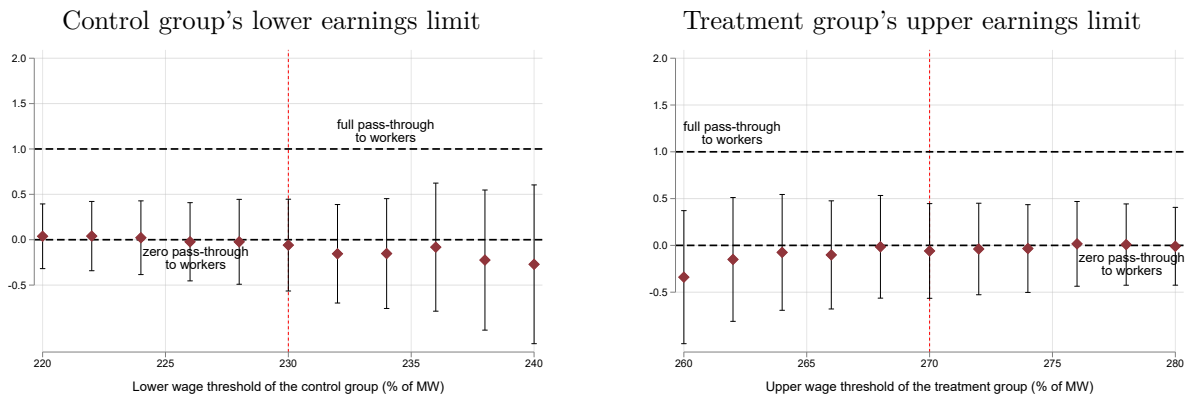 Control group's lower earnings limit
2.0
1.5
1.0
0.5
0.0
-0.5
full pass-through
to workers
zero pass-through
to workers
220
225
230
235
240
Lower wage threshold of the control group (% of MW)
Treatment group's upper earnings limit
2.0
1.5
1.0
0.5
0.0
-0.5
full pass-through
to workers
zero pass-through
to workers
260
265
270
275
280
Upper wage threshold of the treatment group (% of MW)